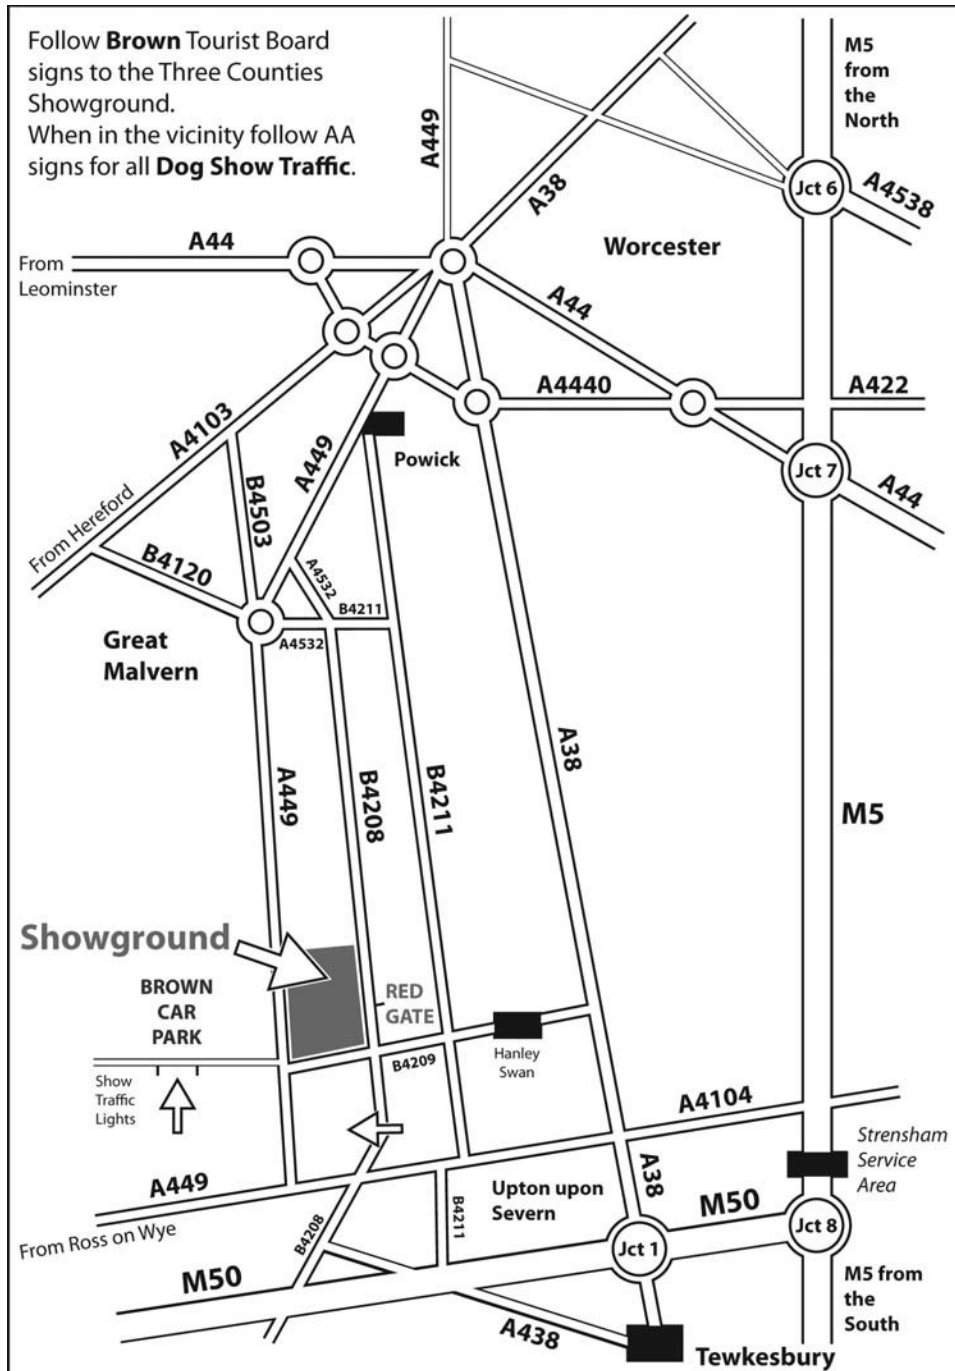 Follow Brown Tourist Board
signs to the Three Counties
Showground.
When in the vicinity follow AA
signs for all Dog Show Traffic.
M5
from
the
North
A449
A38
Jct 6
A4538
Worcester
A44
From
Leominster
A44
A4440
A422
A4103
A449
Powick
Jct 7
A44
From Hereford
B4503
B4120
A4532
B4211
A4532
Great
Malvern
A38
A449
B4208
B4211
M5
Showground
BROWN
CAR
PARK
RED
GATE
B4209
Hanley
Swan
Show
Traffic
Lights
A4104
Strensham
Service
Area
A449
Upton upon
Severn
A38
M50
From Ross on Wye
B4208
B4211
Jct 1
Jct 8
M50
M5 from
the
South
A438
Tewkesbury